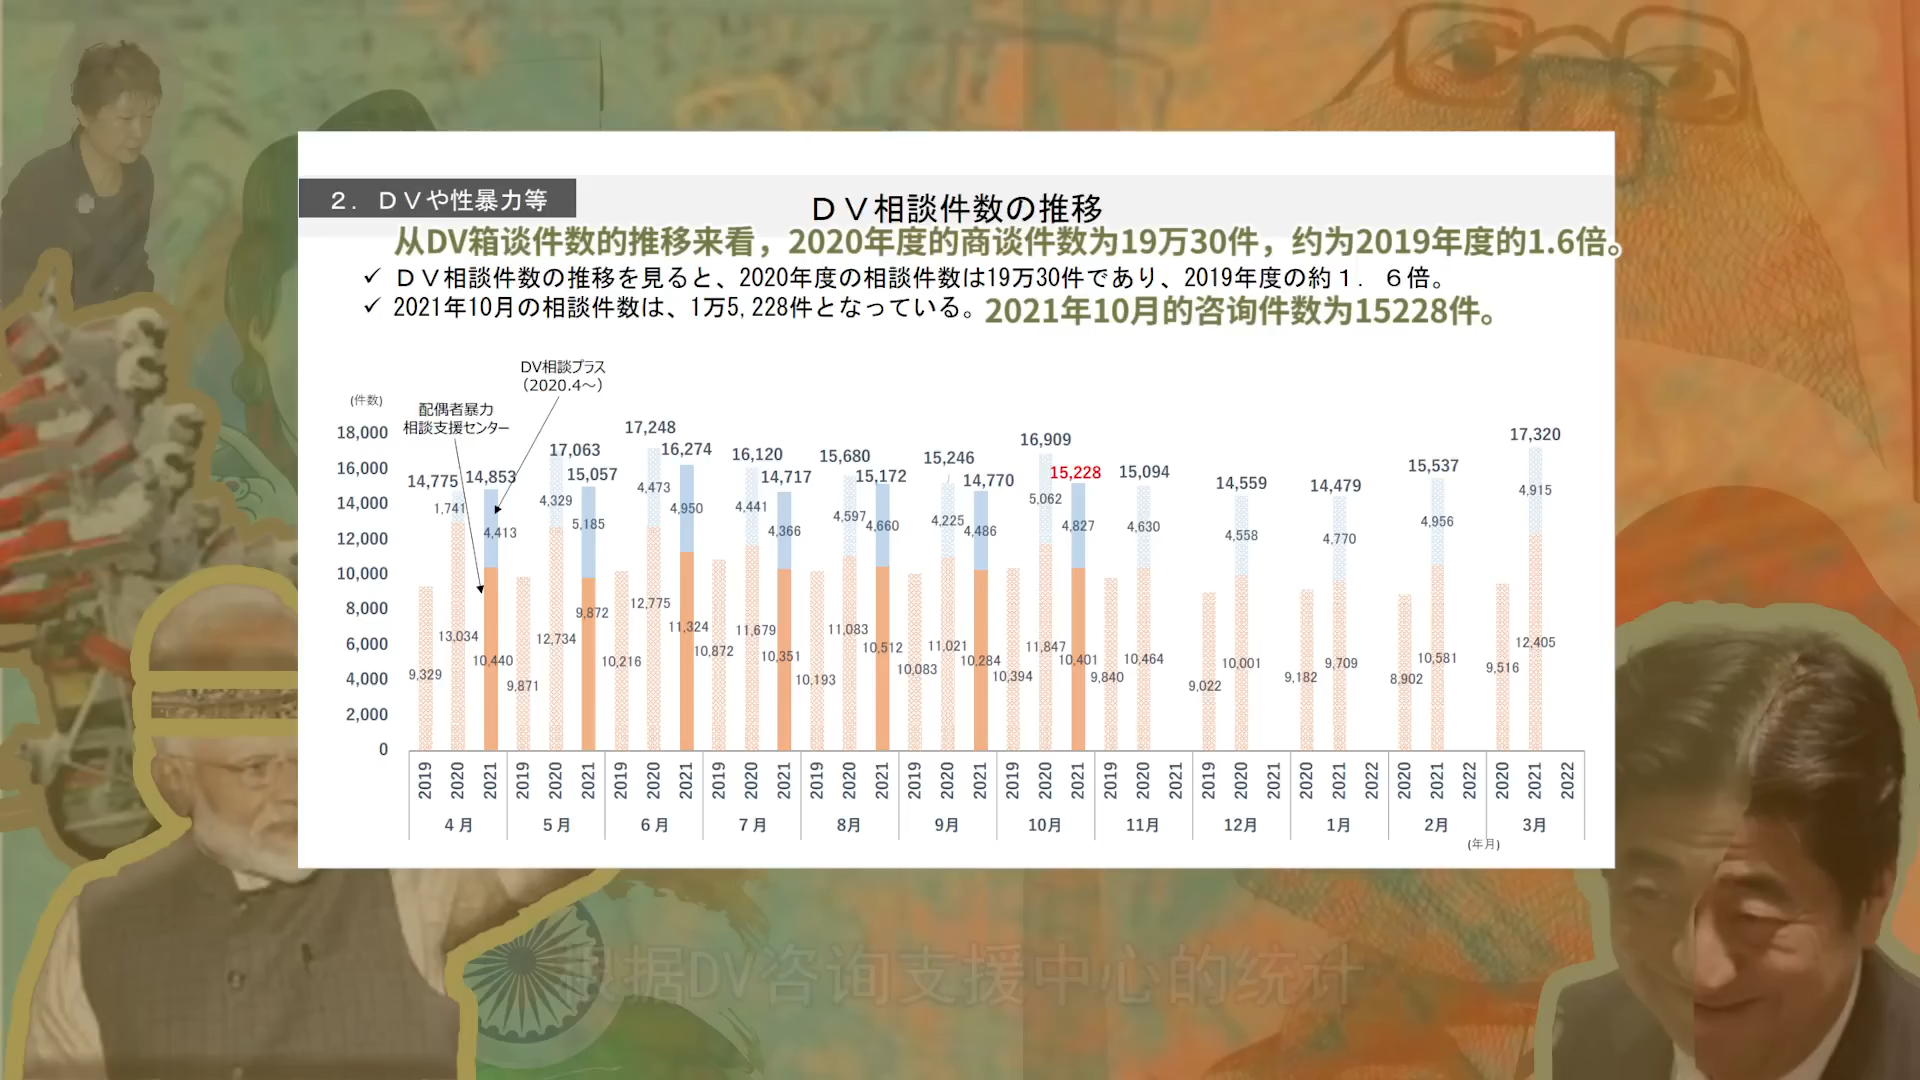 ２．ＤＶや性暴力等
ＤＶ相談件数の推移
从DV箱谈件数的推移来看，2020年度的商谈件数为19万30件，约为2019年度的1.6倍。
✓ ＤＶ相談件数の推移を見ると、2020年度の相談件数は19万30件であり、2019年度の約１．６倍。
✓ 2021年10月の相談件数は、1万5,228件となっている。
2021年10月的咨询件数为15228件。
DV相談プラス
（2020.4～）
配偶者暴力
相談支援センター
(件数)
18,000
16,000
14,000
12,000
10,000
8,000
6,000
4,000
2,000
0
14,775 14,853 17,063 15,057 17,248 16,274 16,120 14,717 15,680 15,172 15,246 14,770 16,909 15,228 15,094 14,559 14,479 15,537 17,320
1,741 4,413 4,329 5,185 4,473 4,950 4,441 4,366 4,597 4,660 4,225 4,486 5,062 4,827 4,630 4,558 4,770 4,956 4,915
9,329 13,034 10,440 9,871 12,734 9,872 10,216 12,775 11,324 10,872 11,679 10,351 10,193 11,083 10,512 10,083 11,021 10,284 10,394 11,847 10,401 9,840 10,464 9,022 10,001 9,182 9,709 8,902 10,581 9,516 12,405
2019 2020 2021 2019 2020 2021 2019 2020 2021 2019 2020 2021 2019 2020 2021 2019 2020 2021 2019 2020 2021 2019 2020 2021 2019 2020 2021 2020 2021 2022 2020 2021 2022 2020 2021 2022
4月 5月 6月 7月 8月 9月 10月 11月 12月 1月 2月 3月
(年月)
根据DV咨询支援中心的统计